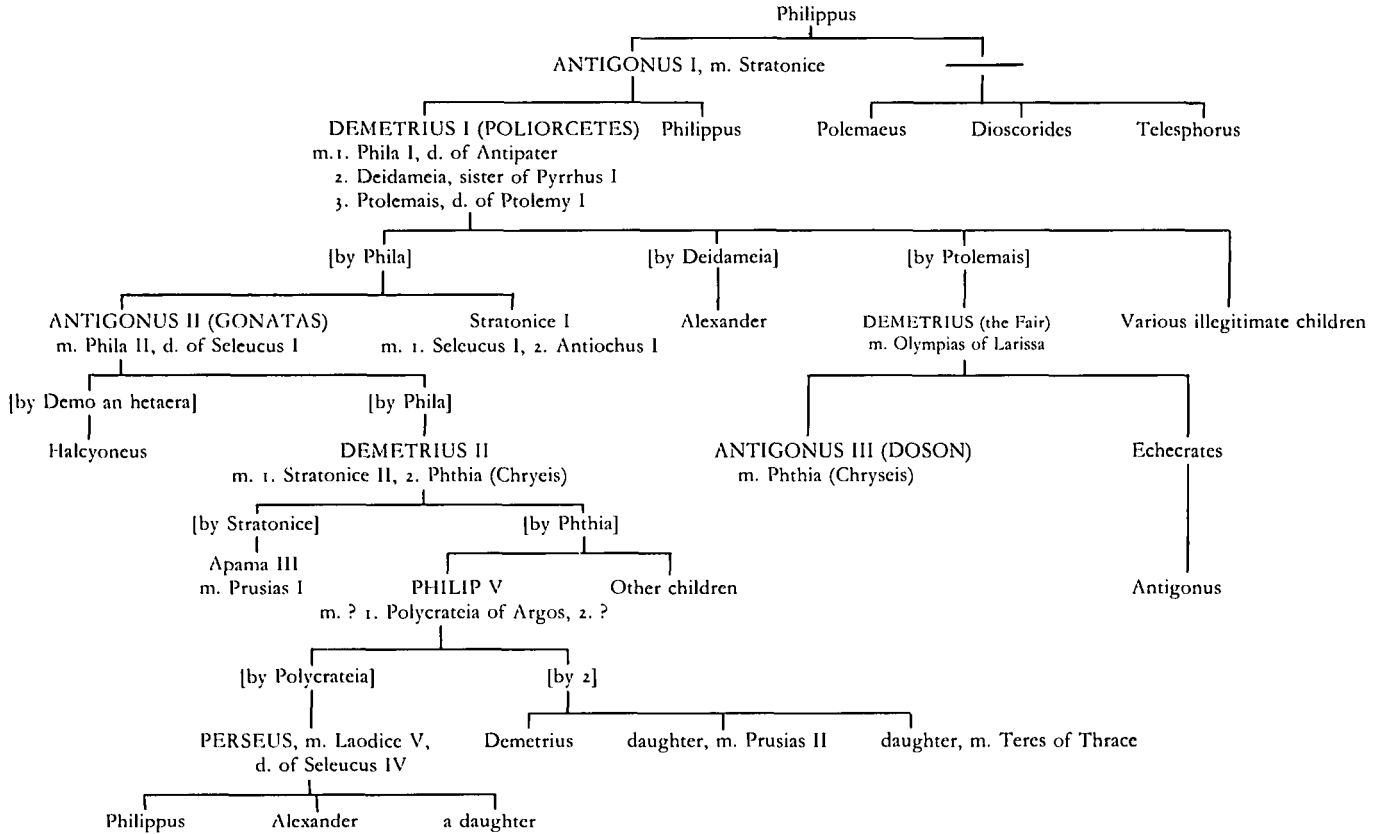 Philippus
ANTIGONUS I, m. Stratonice
DEMETRIUS I (POLIORCETES)
m. 1. Phila I, d. of Antipater
2. Deidameia, sister of Pyrrhus I
3. Ptolemais, d. of Ptolemy I
Philippus
Polemaeus
Dioscorides
Telesphorus
[by Phila]
[by Deidameia]
[by Ptolemais]
ANTIGONUS II (GONATAS)
m. Phila II, d. of Seleucus I
Stratonice I
m. 1. Seleucus I, 2. Antiochus I
Alexander
DEMETRIUS (the Fair)
m. Olympias of Larissa
Various illegitimate children
[by Demo an hetaera]
[by Phila]
Halcyoneus
DEMETRIUS II
m. 1. Stratonice II, 2. Phthia (Chryeis)
ANTIGONUS III (DOSON)
m. Phthia (Chryseis)
Echecrates
[by Stratonice]
[by Phthia]
Apama III
m. Prusias I
PHILIP V
m. ? 1. Polycrateia of Argos, 2. ?
Other children
Antigonus
[by Polycrateia]
[by 2]
PERSEUS, m. Laodice V,
d. of Seleucus IV
Demetrius
daughter, m. Prusias II
daughter, m. Teres of Thrace
Philippus
Alexander
a daughter